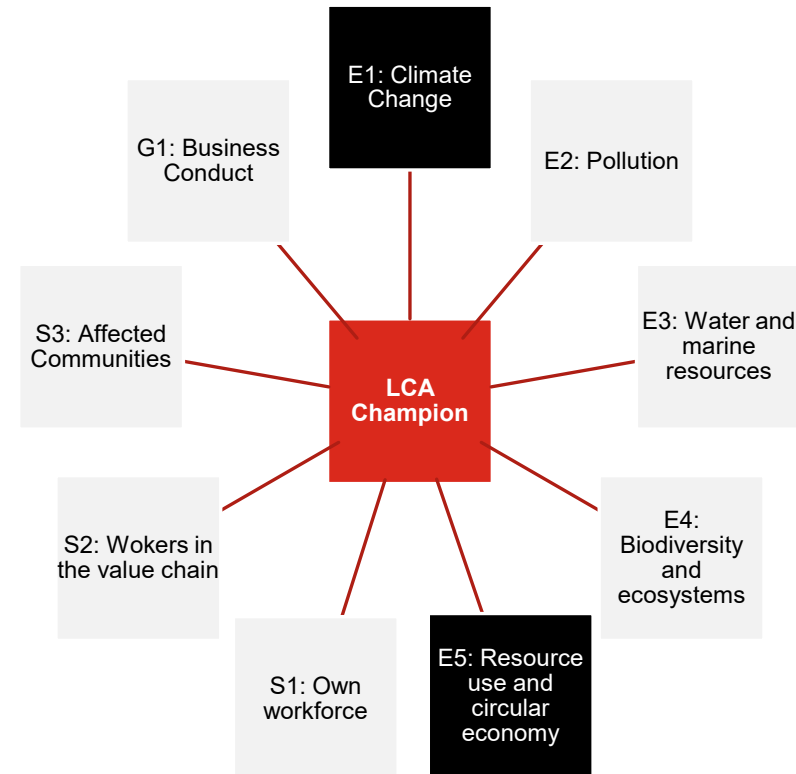 E1: Climate
Change
G1: Business
Conduct
E2: Pollution
S3: Affected
Communities
E3: Water and
marine
resources
LCA
Champion
S2: Wokers in
the value chain
E4:
Biodiversity
and
ecosystems
S1: Own
workforce
E5: Resource
use and
circular
economy